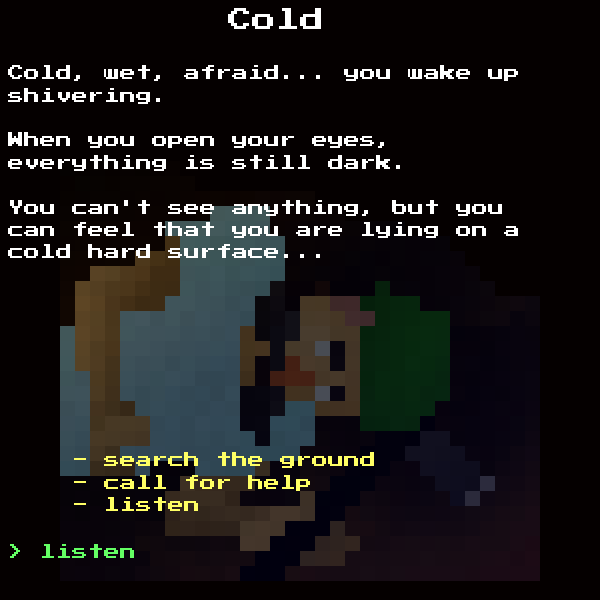 Cold
Cold, wet, afraid... you wake up
shivering.
When you open your eyes,
everything is still dark.
You can't see anything, but you
can feel that you are lying on a
cold hard surface...
- search the ground
- call for help
- listen
> listen